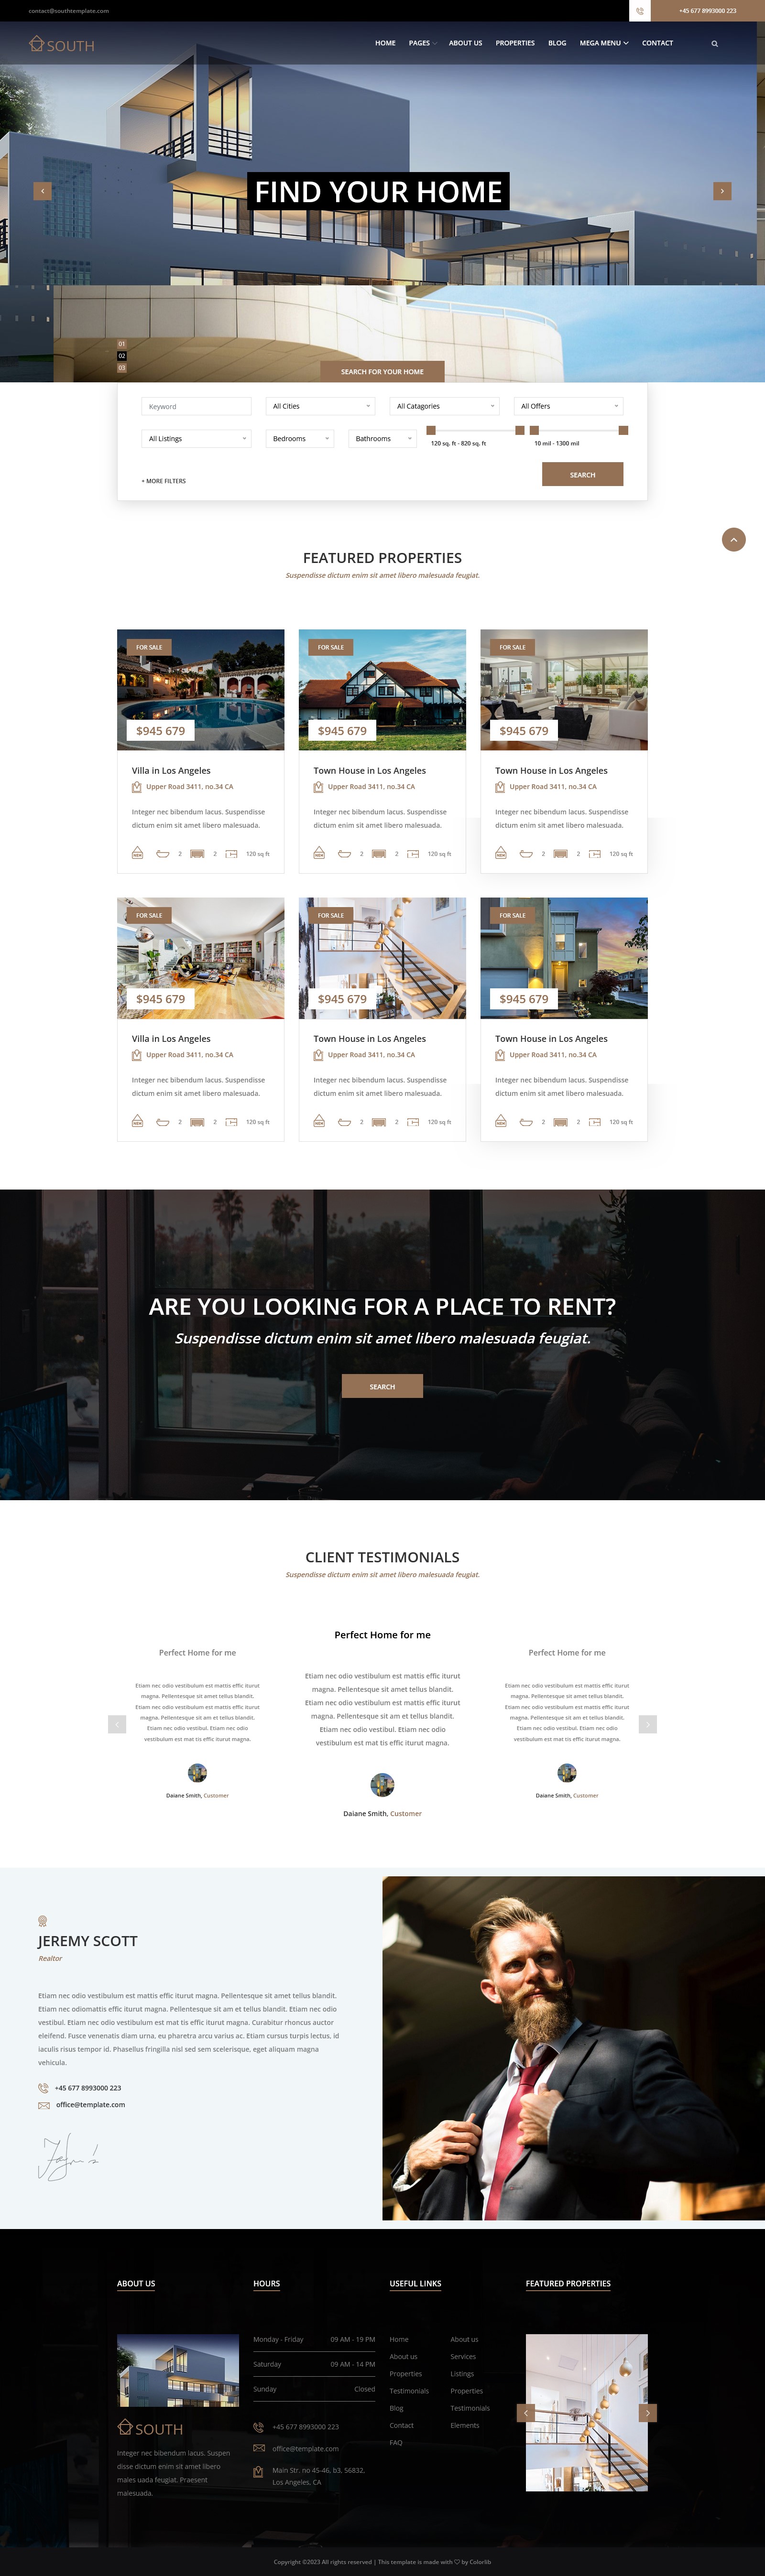 contact@southtemplate.com
+45 677 8993000 223
SOUTH
HOME PAGES ABOUT US PROPERTIES BLOG MEGA MENU CONTACT
FIND YOUR HOME
01
02
03
SEARCH FOR YOUR HOME
Keyword All Cities All Catagories All Offers
All Listings Bedrooms Bathrooms
120 sq. ft - 820 sq. ft 10 mil - 1300 mil
+ MORE FILTERS
SEARCH
FEATURED PROPERTIES
Suspendisse dictum enim sit amet libero malesuada feugiat.
FOR SALE
$945 679
Villa in Los Angeles
Upper Road 3411, no.34 CA
Integer nec bibendum lacus. Suspendisse
dictum enim sit amet libero malesuada.
NEW 2 2 120 sq ft
FOR SALE
$945 679
Town House in Los Angeles
Upper Road 3411, no.34 CA
Integer nec bibendum lacus. Suspendisse
dictum enim sit amet libero malesuada.
NEW 2 2 120 sq ft
FOR SALE
$945 679
Town House in Los Angeles
Upper Road 3411, no.34 CA
Integer nec bibendum lacus. Suspendisse
dictum enim sit amet libero malesuada.
NEW 2 2 120 sq ft
FOR SALE
$945 679
Villa in Los Angeles
Upper Road 3411, no.34 CA
Integer nec bibendum lacus. Suspendisse
dictum enim sit amet libero malesuada.
NEW 2 2 120 sq ft
FOR SALE
$945 679
Town House in Los Angeles
Upper Road 3411, no.34 CA
Integer nec bibendum lacus. Suspendisse
dictum enim sit amet libero malesuada.
NEW 2 2 120 sq ft
FOR SALE
$945 679
Town House in Los Angeles
Upper Road 3411, no.34 CA
Integer nec bibendum lacus. Suspendisse
dictum enim sit amet libero malesuada.
NEW 2 2 120 sq ft
ARE YOU LOOKING FOR A PLACE TO RENT?
Suspendisse dictum enim sit amet libero malesuada feugiat.
SEARCH
CLIENT TESTIMONIALS
Suspendisse dictum enim sit amet libero malesuada feugiat.
Perfect Home for me
Etiam nec odio vestibulum est mattis effic iturut
magna. Pellentesque sit amet tellus blandit.
Etiam nec odio vestibulum est mattis effic iturut
magna. Pellentesque sit am et tellus blandit.
Etiam nec odio vestibul. Etiam nec odio
vestibulum est mat tis effic iturut magna.
Daiane Smith, Customer
Perfect Home for me
Etiam nec odio vestibulum est mattis effic iturut
magna. Pellentesque sit amet tellus blandit.
Etiam nec odio vestibulum est mattis effic iturut
magna. Pellentesque sit am et tellus blandit.
Etiam nec odio vestibul. Etiam nec odio
vestibulum est mat tis effic iturut magna.
Daiane Smith, Customer
Perfect Home for me
Etiam nec odio vestibulum est mattis effic iturut
magna. Pellentesque sit amet tellus blandit.
Etiam nec odio vestibulum est mattis effic iturut
magna. Pellentesque sit am et tellus blandit.
Etiam nec odio vestibul. Etiam nec odio
vestibulum est mat tis effic iturut magna.
Daiane Smith, Customer
JEREMY SCOTT
Realtor
Etiam nec odio vestibulum est mattis effic iturut magna. Pellentesque sit amet tellus blandit.
Etiam nec odiomattis effic iturut magna. Pellentesque sit am et tellus blandit. Etiam nec odio
vestibul. Etiam nec odio vestibulum est mat tis effic iturut magna. Curabitur rhoncus auctor
eleifend. Fusce venenatis diam urna, eu pharetra arcu varius ac. Etiam cursus turpis lectus, id
iaculis risus tempor id. Phasellus fringilla nisl sed sem scelerisque, eget aliquam magna
vehicula.
+45 677 8993000 223
office@template.com
ABOUT US
SOUTH
Integer nec bibendum lacus. Suspen
disse dictum enim sit amet libero
males uada feugiat. Praesent
malesuada.
HOURS
Monday - Friday 09 AM - 19 PM
Saturday 09 AM - 14 PM
Sunday Closed
+45 677 8993000 223
office@template.com
Main Str. no 45-46, b3, 56832,
Los Angeles, CA
USEFUL LINKS
Home About us
About us Services
Properties Listings
Testimonials Properties
Blog Testimonials
Contact Elements
FAQ
FEATURED PROPERTIES
Copyright ©2023 All rights reserved | This template is made with ♡ by Colorlib